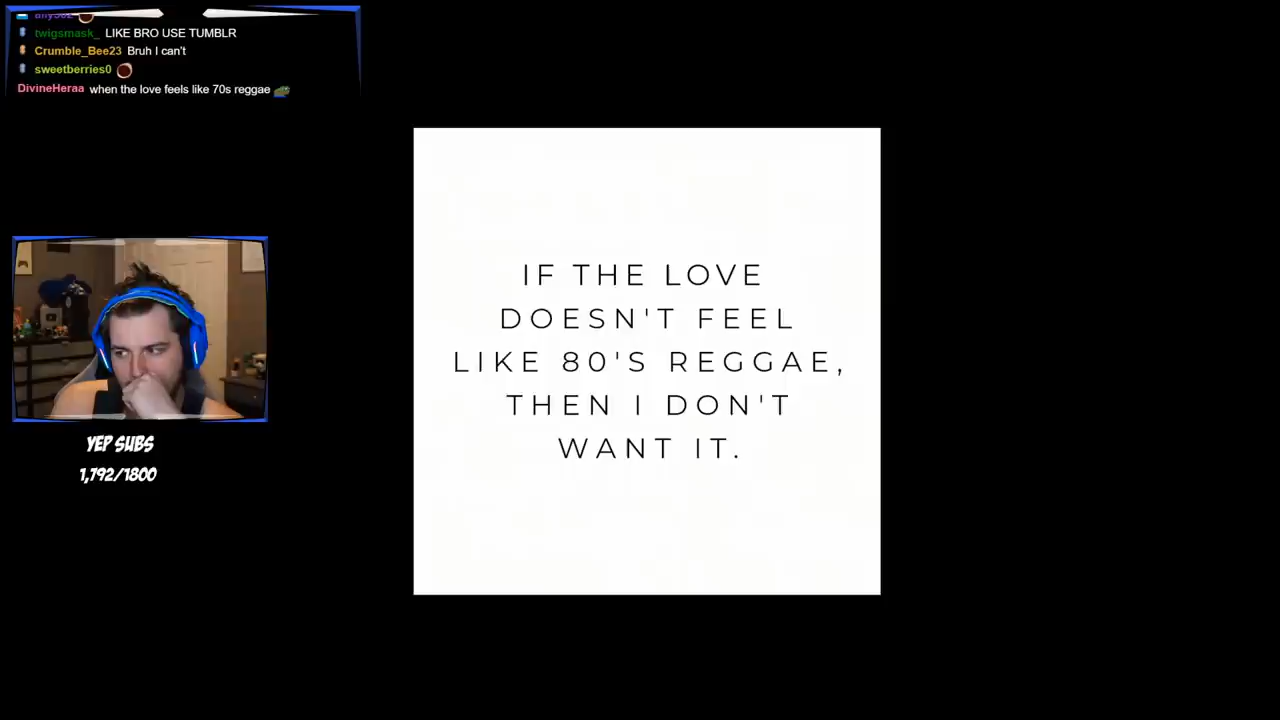 twigsmask_ LIKE BRO USE TUMBLR
Crumble_Bee23 Bruh I can't
sweetberries0
DivineHeraa when the love feels like 70s reggae
IF THE LOVE
DOESN'T FEEL
LIKE 80'S REGGAE,
THEN I DON'T
WANT IT.
YEP SUBS
1,792/1800